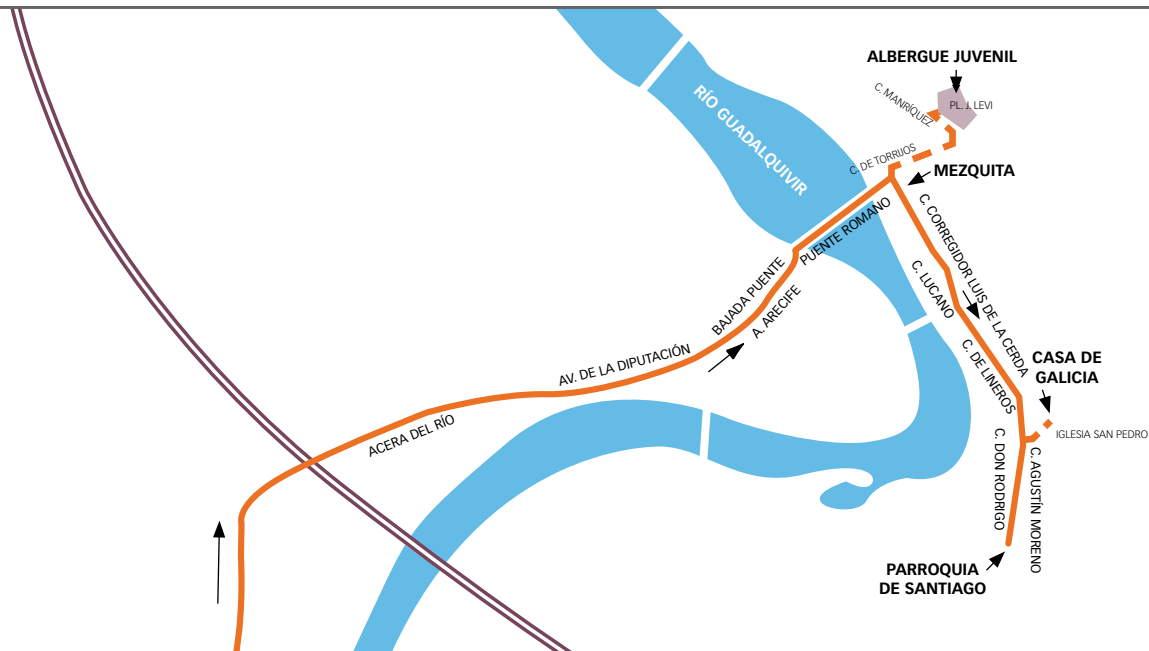 ALBERGUE JUVENIL
C. MANRÍQUEZ
PL. J. LEVI
RÍO GUADALQUIVIR
C. DE TORRIJOS
MEZQUITA
PUENTE ROMANO
C. CORREGIDOR LUIS DE LA CERDA
BAJADA PUENTE
A. ARECIFE
C. LUCANO
AV. DE LA DIPUTACIÓN
C. DE LINEROS
CASA DE
GALICIA
ACERA DEL RÍO
IGLESIA SAN PEDRO
C. DON RODRIGO
C. AGUSTÍN MORENO
PARROQUIA
DE SANTIAGO